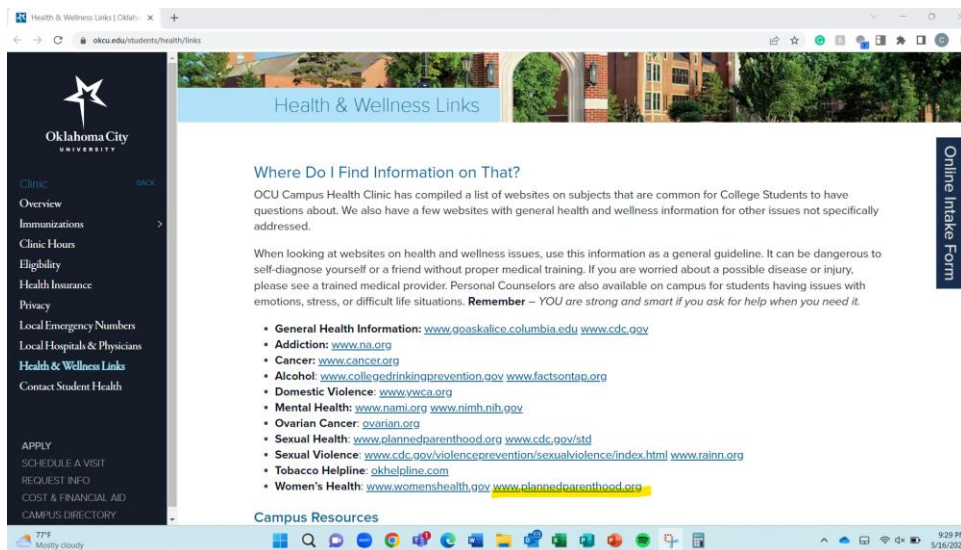 Health & Wellness Links | Oklah
okcu.edu/students/health/links
Oklahoma City
UNIVERSITY
Clinic BACK
Overview
Immunizations
Clinic Hours
Eligibility
Health Insurance
Privacy
Local Emergency Numbers
Local Hospitals & Physicians
Health & Wellness Links
Contact Student Health
APPLY
SCHEDULE A VISIT
REQUEST INFO
COST & FINANCIAL AID
CAMPUS DIRECTORY
Health & Wellness Links
Where Do I Find Information on That?
OCU Campus Health Clinic has compiled a list of websites on subjects that are common for College Students to have
questions about. We also have a few websites with general health and wellness information for other issues not specifically
addressed.
When looking at websites on health and wellness issues, use this information as a general guideline. It can be dangerous to
self-diagnose yourself or a friend without proper medical training. If you are worried about a possible disease or injury,
please see a trained medical provider. Personal Counselors are also available on campus for students having issues with
emotions, stress, or difficult life situations. Remember – YOU are strong and smart if you ask for help when you need it.
• General Health Information: www.goaskalice.columbia.edu www.cdc.gov
• Addiction: www.na.org
• Cancer: www.cancer.org
• Alcohol: www.collegedrinkingprevention.gov www.factsontap.org
• Domestic Violence: www.ywca.org
• Mental Health: www.nami.org www.nimh.nih.gov
• Ovarian Cancer: ovarian.org
• Sexual Health: www.plannedparenthood.org www.cdc.gov/std
• Sexual Violence: www.cdc.gov/violenceprevention/sexualviolence/index.html www.rainn.org
• Tobacco Helpline: okhelpline.com
• Women's Health: www.womenshealth.gov www.plannedparenthood.org
Campus Resources
Online Intake Form
77°F
Mostly cloudy
9:29 P
5/16/202